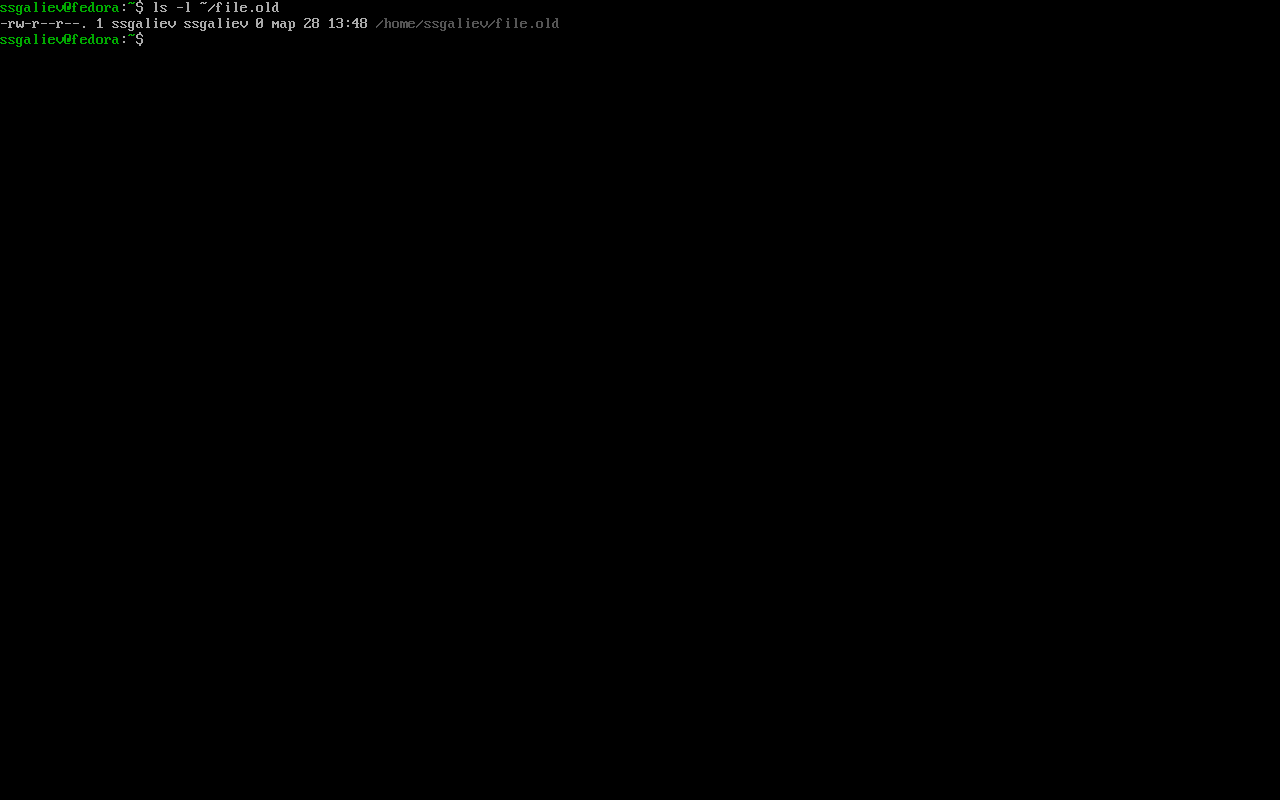 ssgaliev@fedora:~$ ls -l ~/file.old
-rw-r--r--. 1 ssgaliev ssgaliev 0 мар 28 13:48 /home/ssgaliev/file.old
ssgaliev@fedora:~$